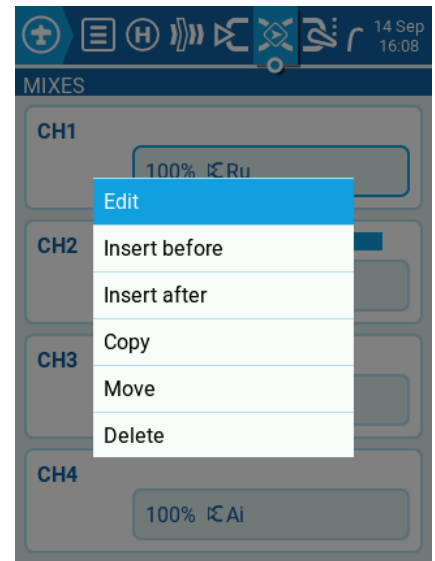 14 Sep
16:08
MIXES
CH1
100% Ru
Edit
CH2
Insert before
Insert after
Copy
CH3
Move
Delete
CH4
100% Ai